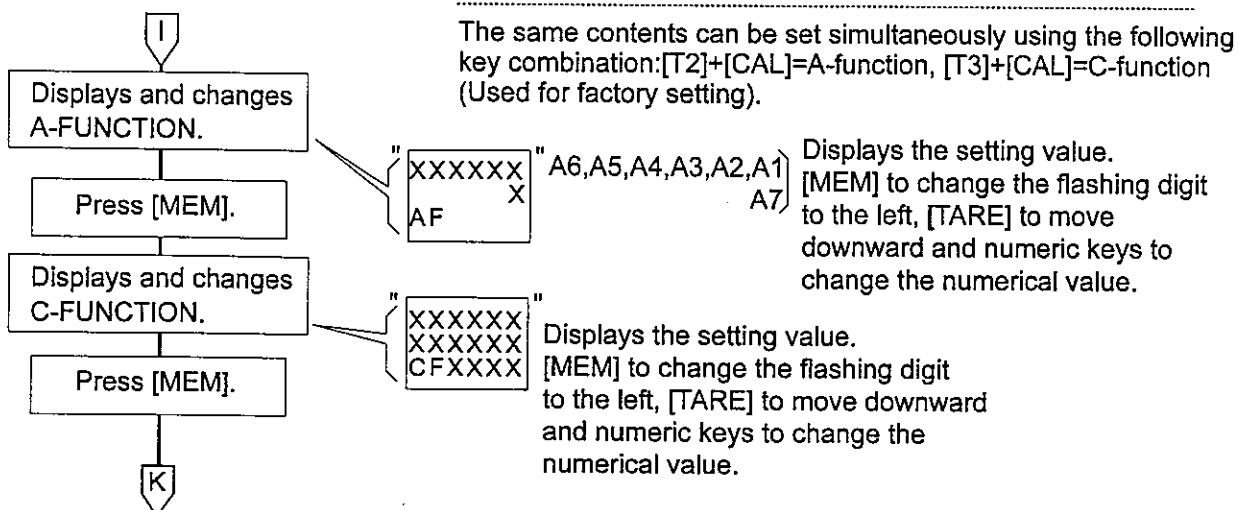 I
The same contents can be set simultaneously using the following
key combination:[T2]+[CAL]=A-function, [T3]+[CAL]=C-function
(Used for factory setting).
Displays and changes
A-FUNCTION.
Press [MEM].
"XXXXXX"
X
AF
A6,A5,A4,A3,A2,A1
A7
Displays the setting value.
[MEM] to change the flashing digit
to the left, [TARE] to move
downward and numeric keys to
change the numerical value.
Displays and changes
C-FUNCTION.
Press [MEM].
"XXXXXX"
XXXXXX
CFXXXX
Displays the setting value.
[MEM] to change the flashing digit
to the left, [TARE] to move downward
and numeric keys to change the
numerical value.
K